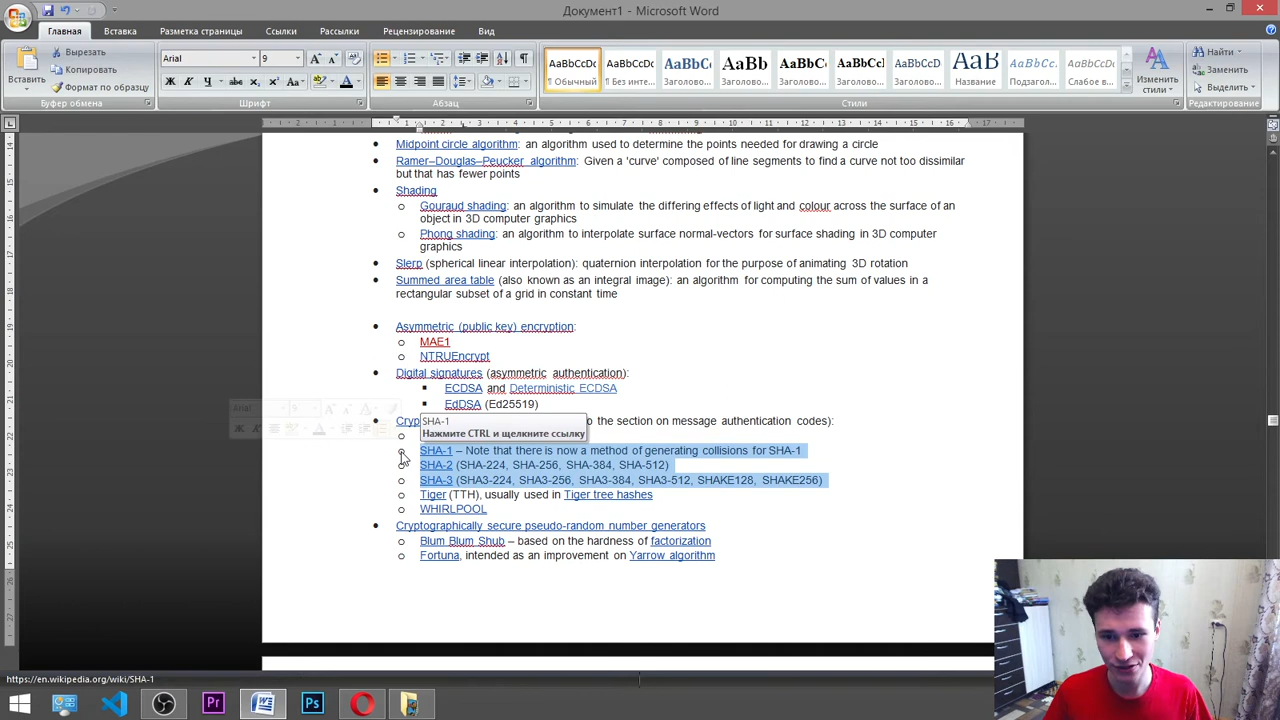 Документ1 - Microsoft Word
Главная Вставка Разметка страницы Ссылки Рассылки Рецензирование Вид
Вставить
Вырезать
Копировать
Формат по образцу
Буфер обмена
Arial 9
Шрифт
Абзац
AaBbCcDc AaBbCcDc AaBbCc AaBb AaBbCc AaBbCcI AaBbCcDc AaB AaBbCc AaBbCcDc
¶ Обычный ¶ Без инте... Заголово... Заголово... Заголово... Заголово... Заголово... Название Подзагол... Слабое в...
Изменить стили
Стили
Найти
Заменить
Выделить
Редактирование
Midpoint circle algorithm: an algorithm used to determine the points needed for drawing a circle
Ramer–Douglas–Peucker algorithm: Given a 'curve' composed of line segments to find a curve not too dissimilar
but that has fewer points
Shading
Gouraud shading: an algorithm to simulate the differing effects of light and colour across the surface of an
object in 3D computer graphics
Phong shading: an algorithm to interpolate surface normal-vectors for surface shading in 3D computer
graphics
Slerp (spherical linear interpolation): quaternion interpolation for the purpose of animating 3D rotation
Summed area table (also known as an integral image): an algorithm for computing the sum of values in a
rectangular subset of a grid in constant time
Asymmetric (public key) encryption:
MAE1
NTRUEncrypt
Digital signatures (asymmetric authentication):
ECDSA and Deterministic ECDSA
EdDSA (Ed25519)
Cryp o the section on message authentication codes):
SHA-1
Нажмите CTRL и щелкните ссылку
SHA-1 – Note that there is now a method of generating collisions for SHA-1
SHA-2 (SHA-224, SHA-256, SHA-384, SHA-512)
SHA-3 (SHA3-224, SHA3-256, SHA3-384, SHA3-512, SHAKE128, SHAKE256)
Tiger (TTH), usually used in Tiger tree hashes
WHIRLPOOL
Cryptographically secure pseudo-random number generators
Blum Blum Shub – based on the hardness of factorization
Fortuna, intended as an improvement on Yarrow algorithm
https://en.wikipedia.org/wiki/SHA-1